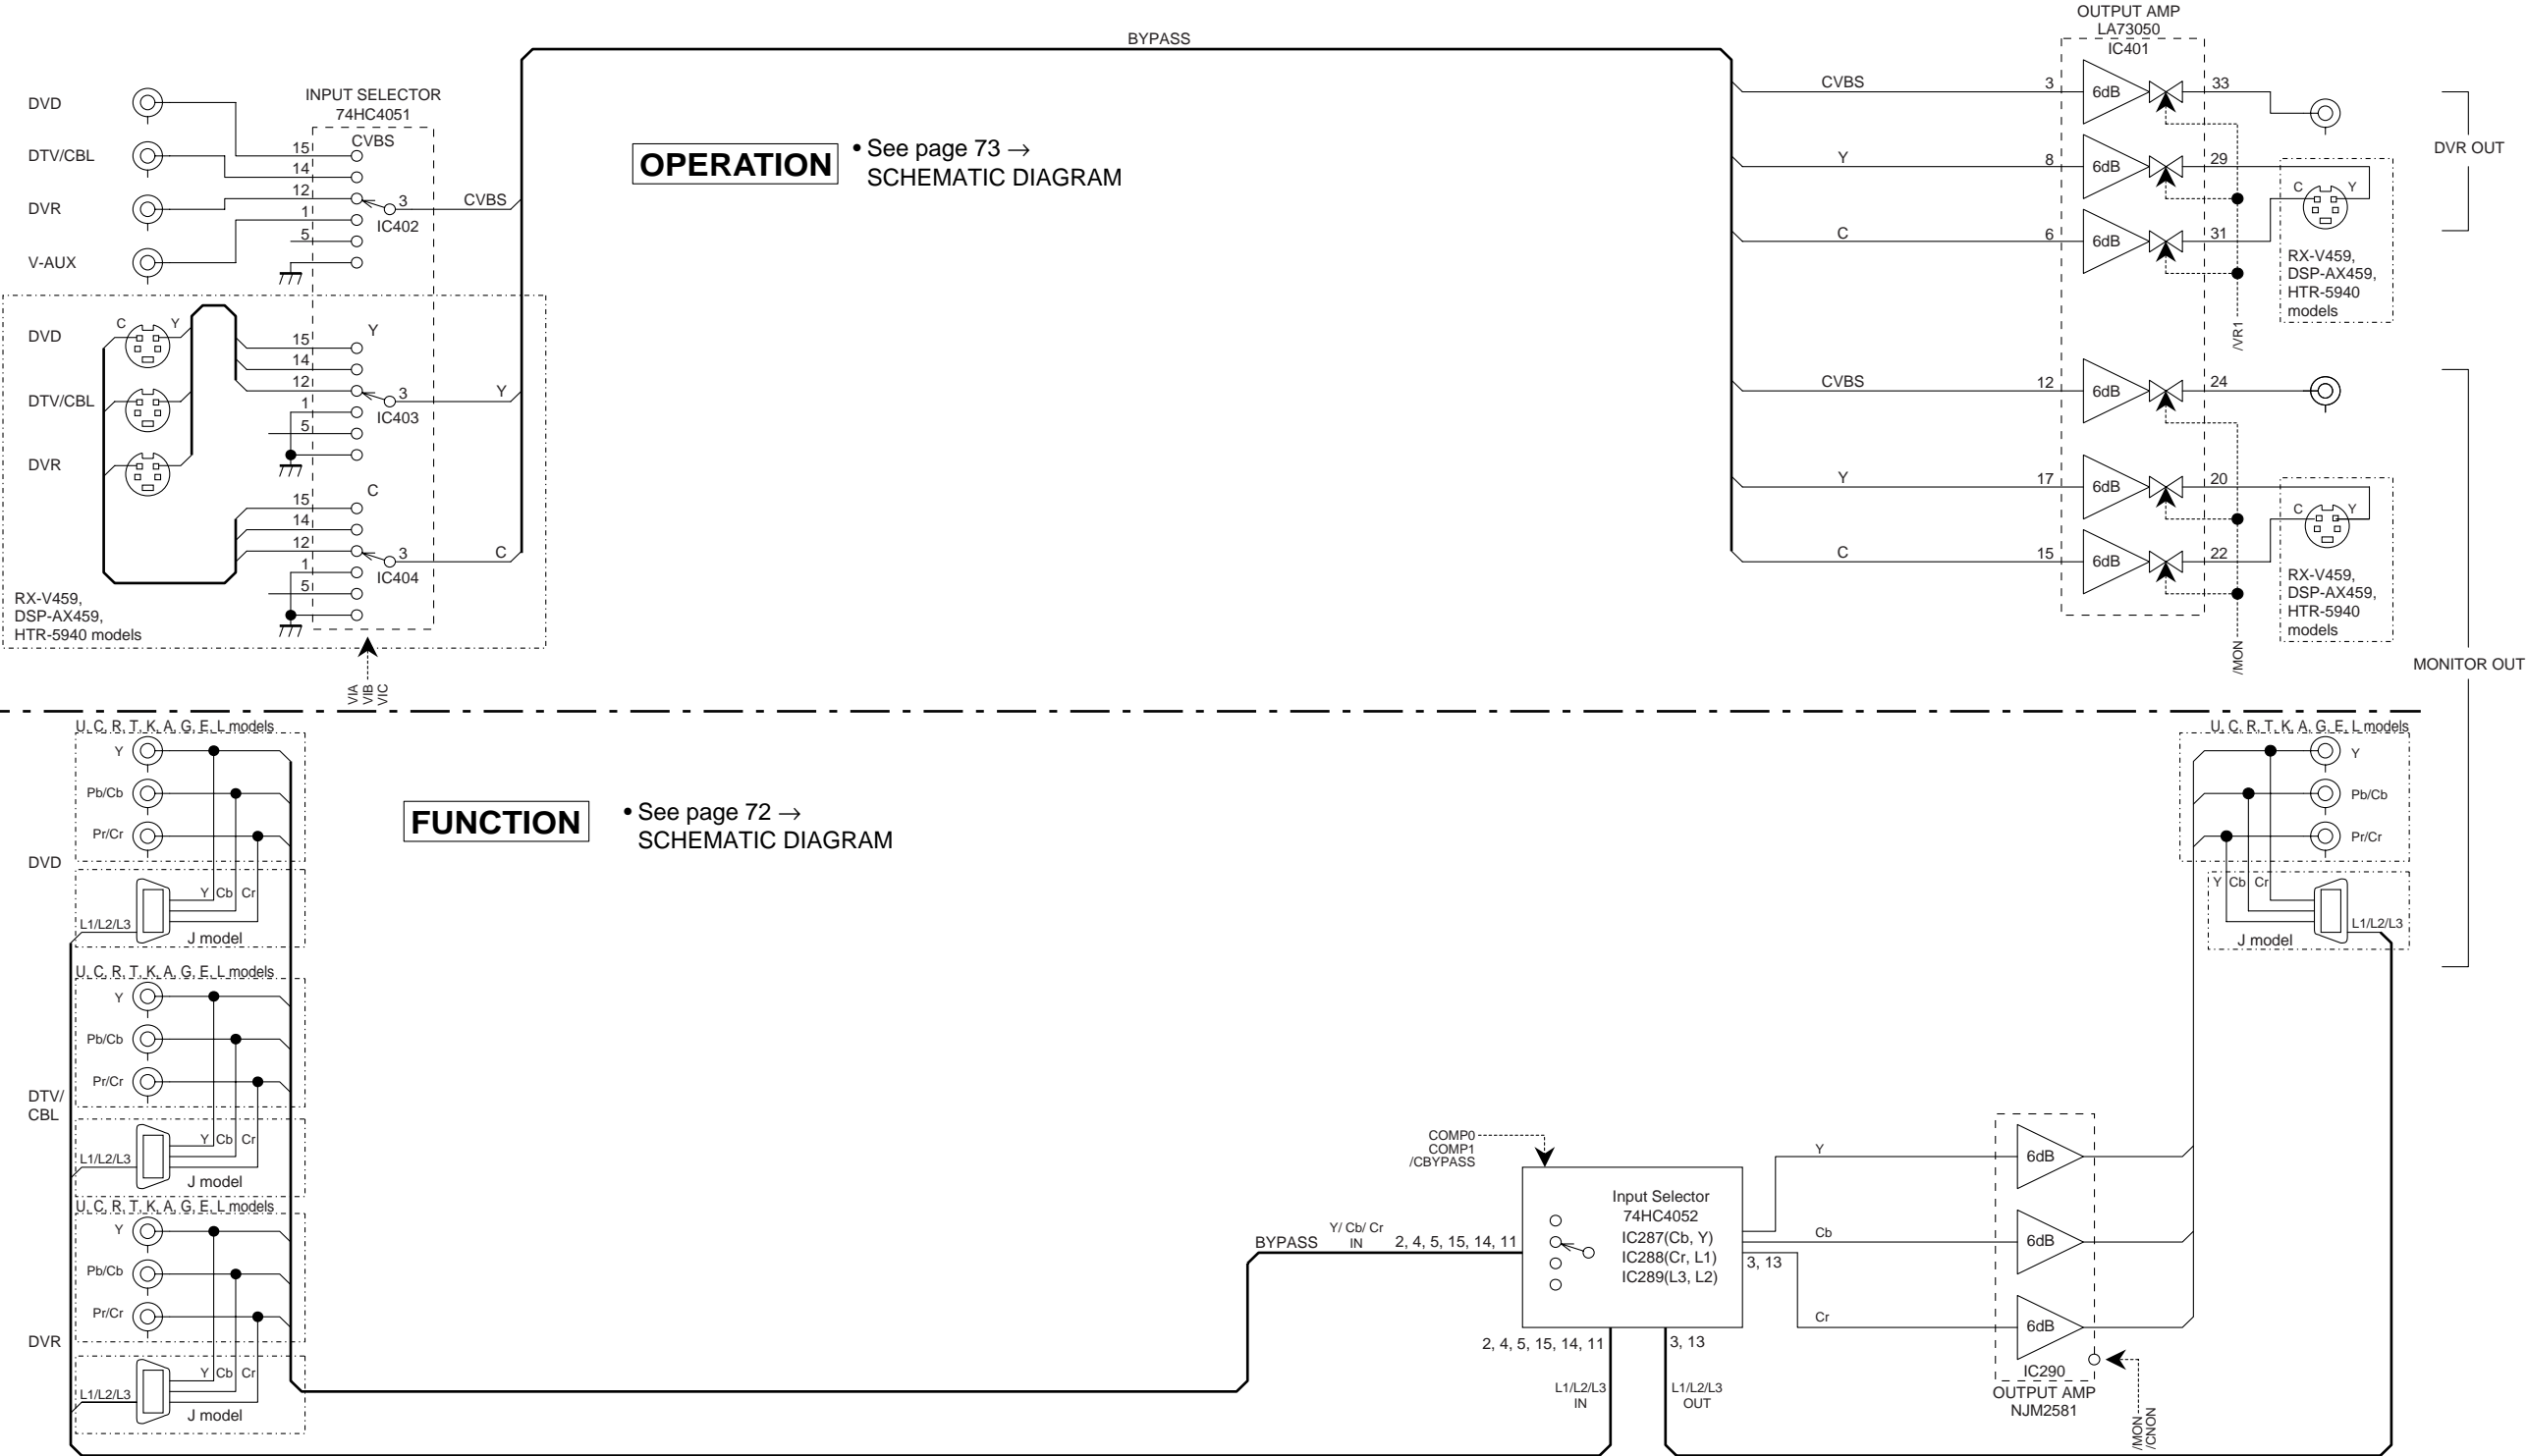 BYPASS
OUTPUT AMP
LA73050
IC401
INPUT SELECTOR
74HC4051
DVD
DTV/CBL
DVR
V-AUX
CVBS
15
14
12
1
5
3
IC402
CVBS
OPERATION
• See page 73 →
SCHEMATIC DIAGRAM
CVBS
3
6dB
33
Y
8
6dB
29
C
6
6dB
31
C Y
RX-V459,
DSP-AX459,
HTR-5940
models
/VR1
DVR OUT
DVD
DTV/CBL
DVR
C Y
Y
15
14
12
1
5
3
IC403
Y
C
15
14
12
1
5
3
IC404
C
RX-V459,
DSP-AX459,
HTR-5940 models
VIA
VIB
VIC
CVBS
12
6dB
24
Y
17
6dB
20
C
15
6dB
22
C Y
RX-V459,
DSP-AX459,
HTR-5940
models
/MON
MONITOR OUT
U, C, R, T, K, A, G, E, L models
Y
Pb/Cb
Pr/Cr
DVD
Y Cb Cr
L1/L2/L3
J model
FUNCTION
• See page 72 →
SCHEMATIC DIAGRAM
U, C, R, T, K, A, G, E, L models
Y
Pb/Cb
Pr/Cr
Y Cb Cr
L1/L2/L3
J model
U, C, R, T, K, A, G, E, L models
Y
Pb/Cb
Pr/Cr
DTV/
CBL
Y Cb Cr
L1/L2/L3
J model
U, C, R, T, K, A, G, E, L models
Y
Pb/Cb
Pr/Cr
DVR
Y Cb Cr
L1/L2/L3
J model
COMP0
COMP1
/CBYPASS
BYPASS
Y/ Cb/ Cr
IN
2, 4, 5, 15, 14, 11
Input Selector
74HC4052
IC287(Cb, Y)
IC288(Cr, L1)
IC289(L3, L2)
3, 13
Y
Cb
Cr
6dB
6dB
6dB
IC290
OUTPUT AMP
NJM2581
/MON
/CNON
2, 4, 5, 15, 14, 11
3, 13
L1/L2/L3
IN
L1/L2/L3
OUT